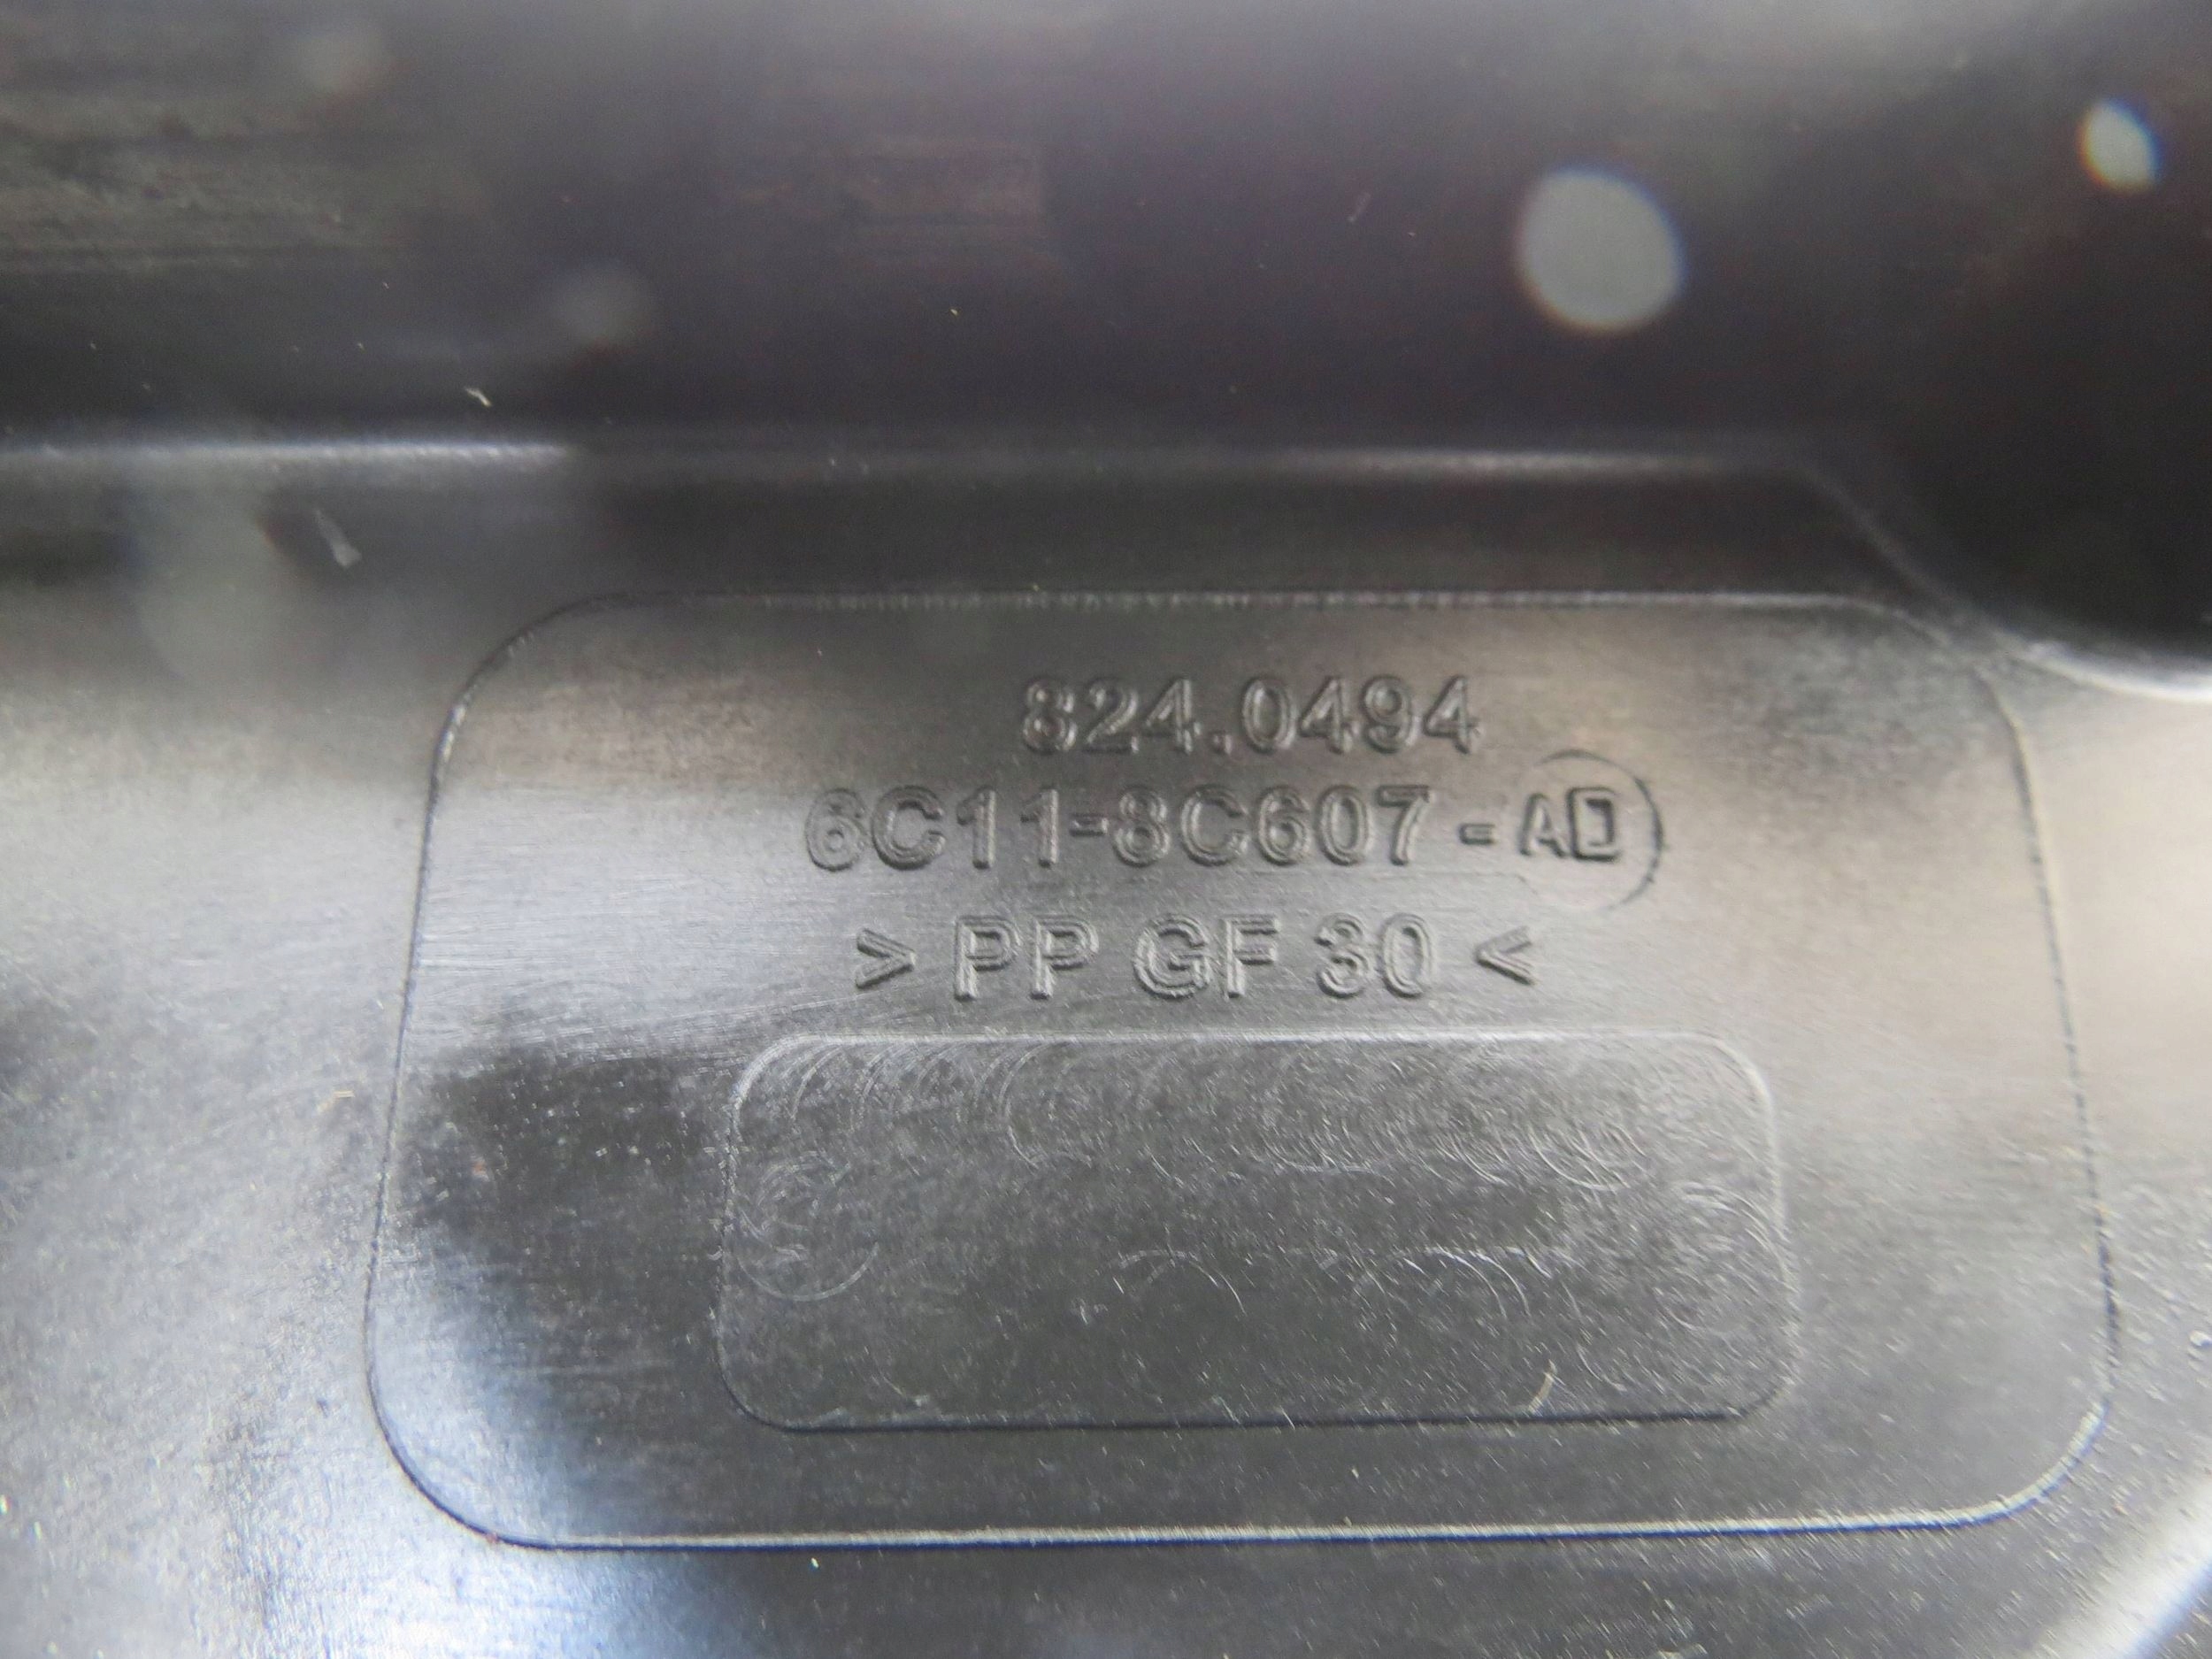 824.0494
6C11-8C607-AD
> PP GF 30 <